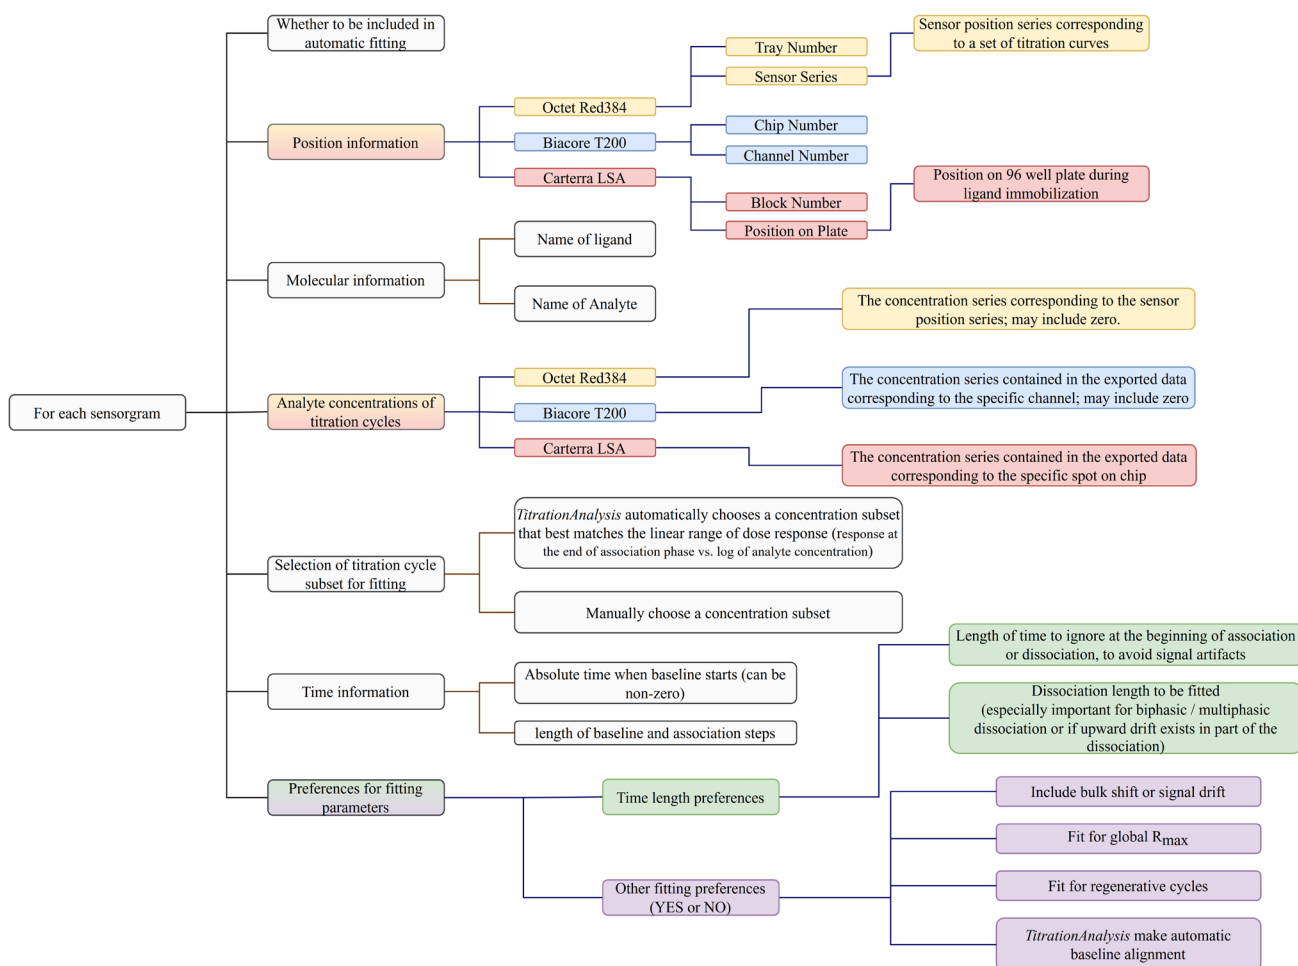 Whether to be included in
automatic fitting
Position information
Octet Red384
Tray Number
Sensor Series
Sensor position series corresponding
to a set of titration curves
Biacore T200
Chip Number
Channel Number
Carterra LSA
Block Number
Position on Plate
Position on 96 well plate during
ligand immobilization
Molecular information
Name of ligand
Name of Analyte
For each sensorgram
Analyte concentrations of
titration cycles
Octet Red384
The concentration series corresponding to the sensor
position series; may include zero.
Biacore T200
The concentration series contained in the exported data
corresponding to the specific channel; may include zero
Carterra LSA
The concentration series contained in the exported data
corresponding to the specific spot on chip
Selection of titration cycle
subset for fitting
TitrationAnalysis automatically chooses a concentration subset
that best matches the linear range of dose response (response at
the end of association phase vs. log of analyte concentration)
Manually choose a concentration subset
Time information
Absolute time when baseline starts (can be
non-zero)
length of baseline and association steps
Preferences for fitting
parameters
Time length preferences
Length of time to ignore at the beginning of association
or dissociation, to avoid signal artifacts
Dissociation length to be fitted
(especially important for biphasic / multiphasic
dissociation or if upward drift exists in part of the
dissociation)
Other fitting preferences
(YES or NO)
Include bulk shift or signal drift
Fit for global Rmax
Fit for regenerative cycles
TitrationAnalysis make automatic
baseline alignment